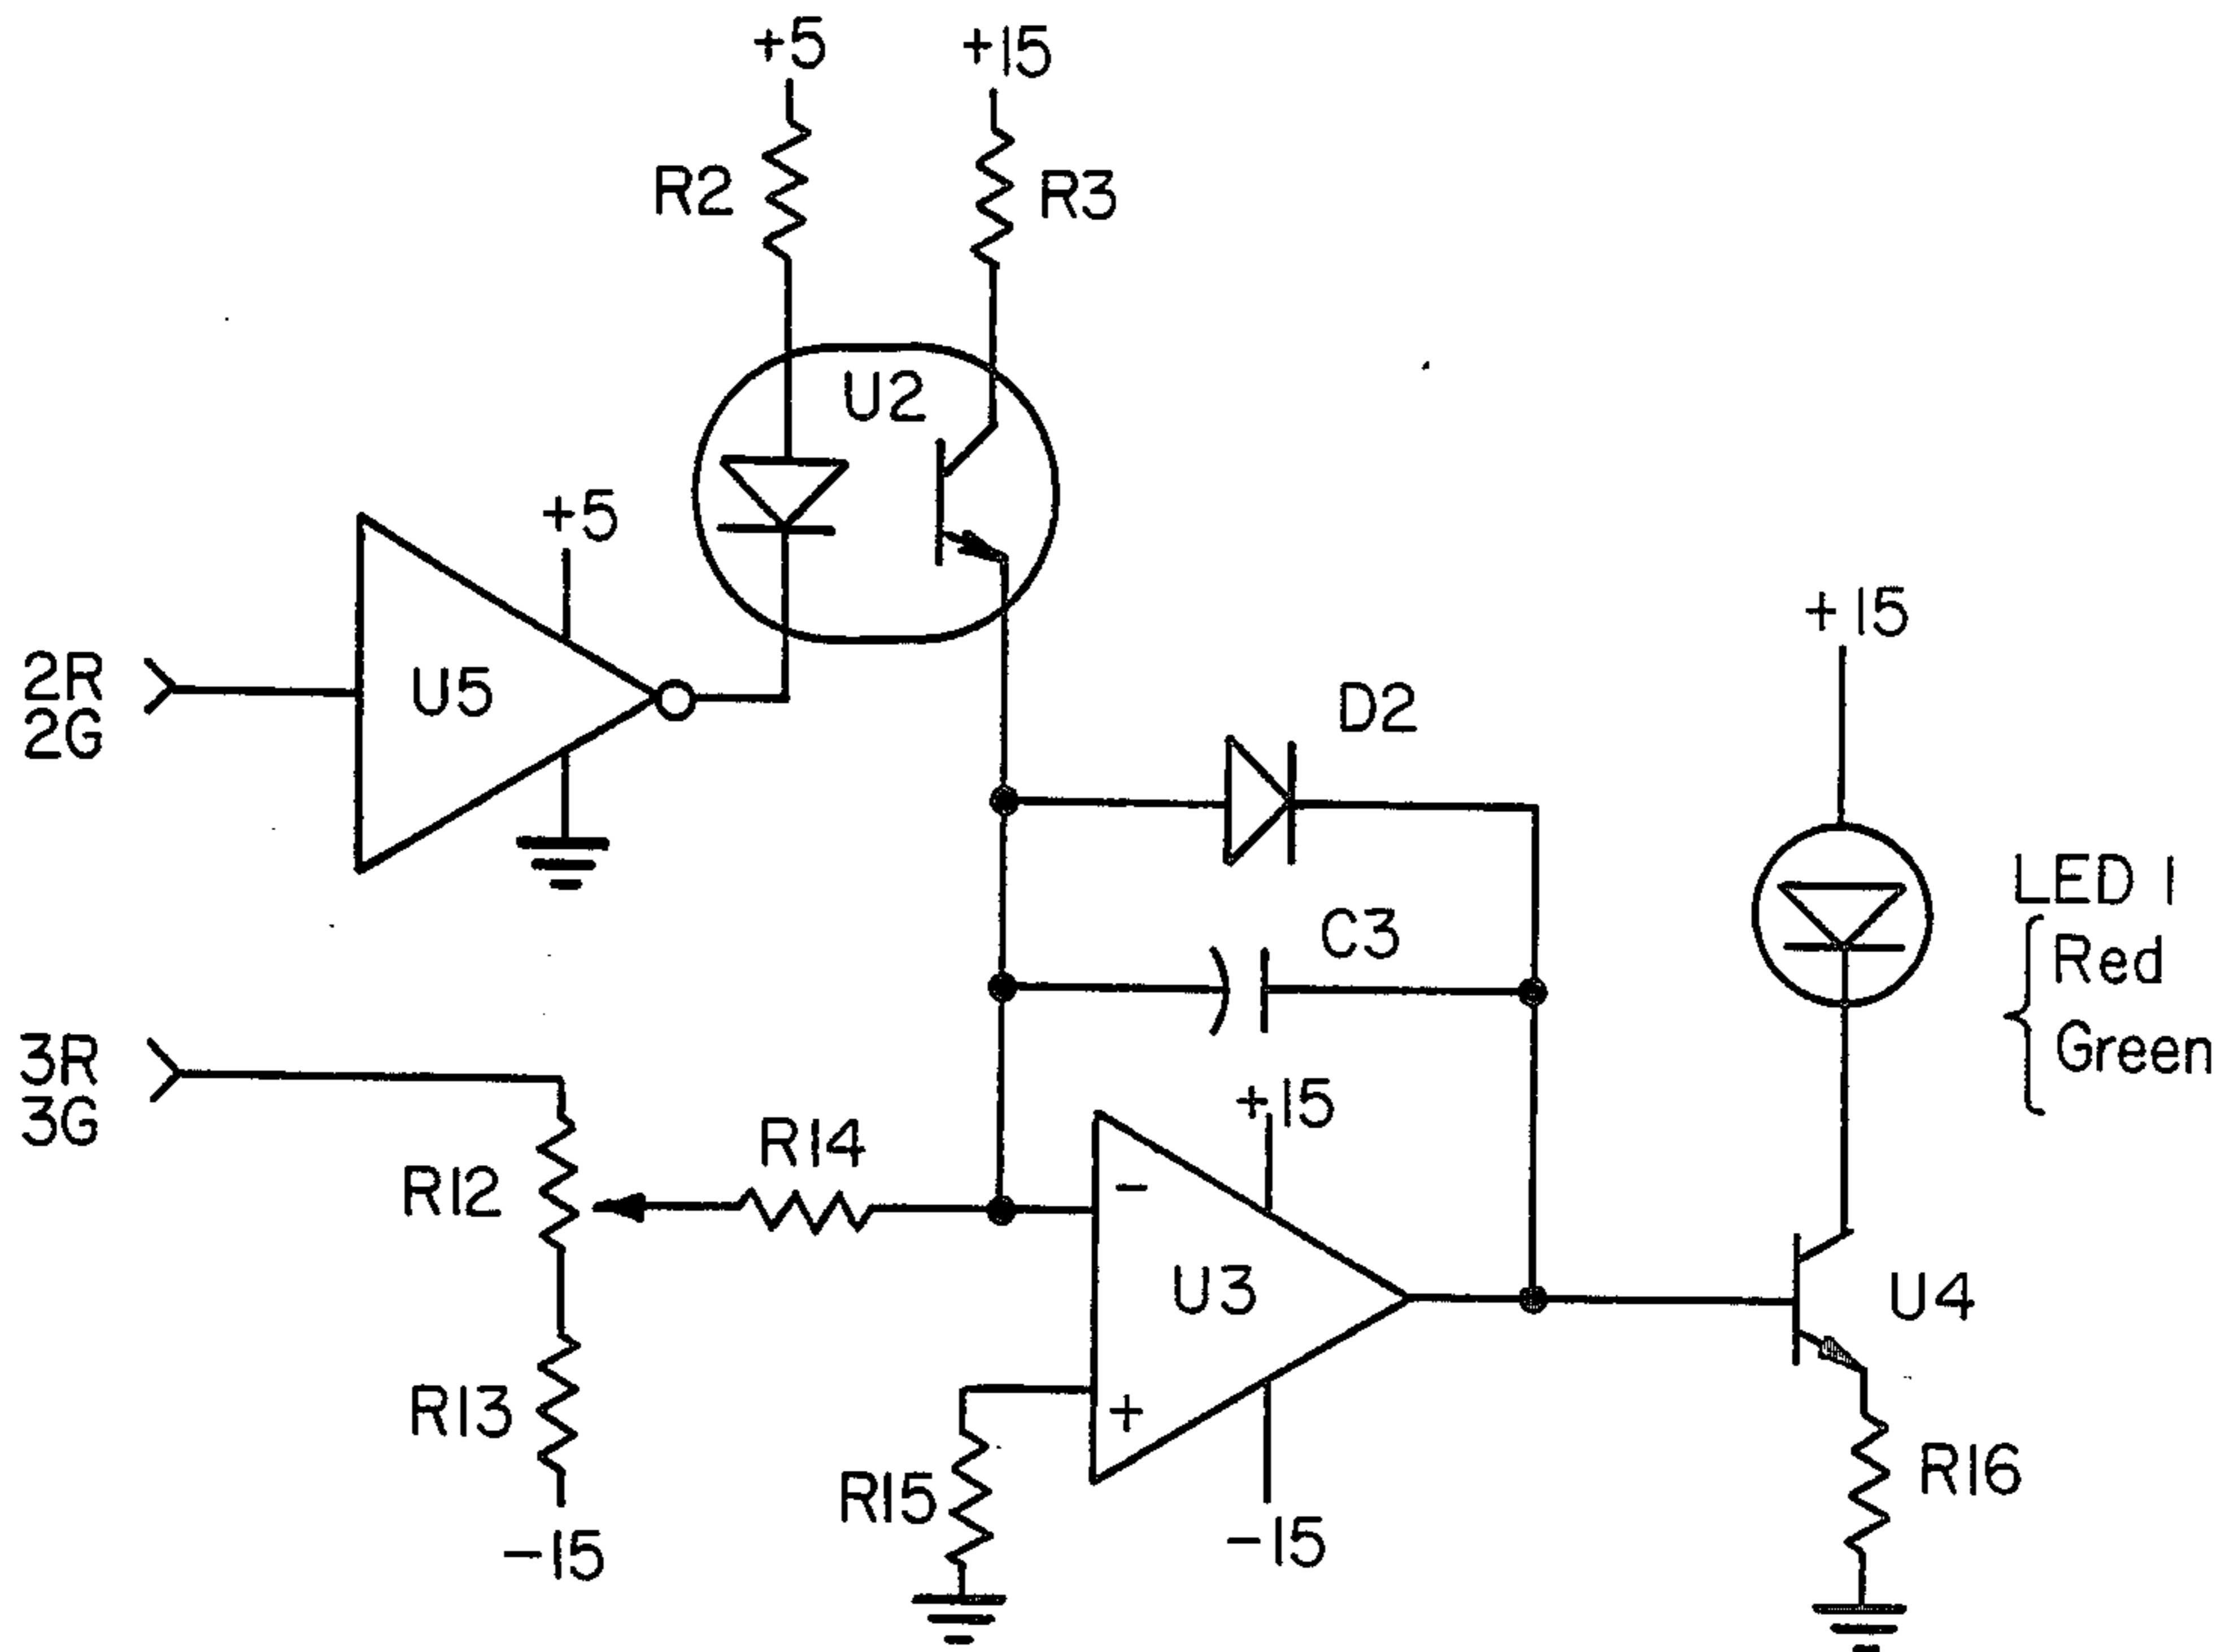 +5
+15
R2
R3
U2
+5
2R
2G
U5
D2
+15
LED 1
Red
Green
C3
3R
3G
R12
R14
+15
-
U3
+
-15
U4
R13
-15
R15
R16